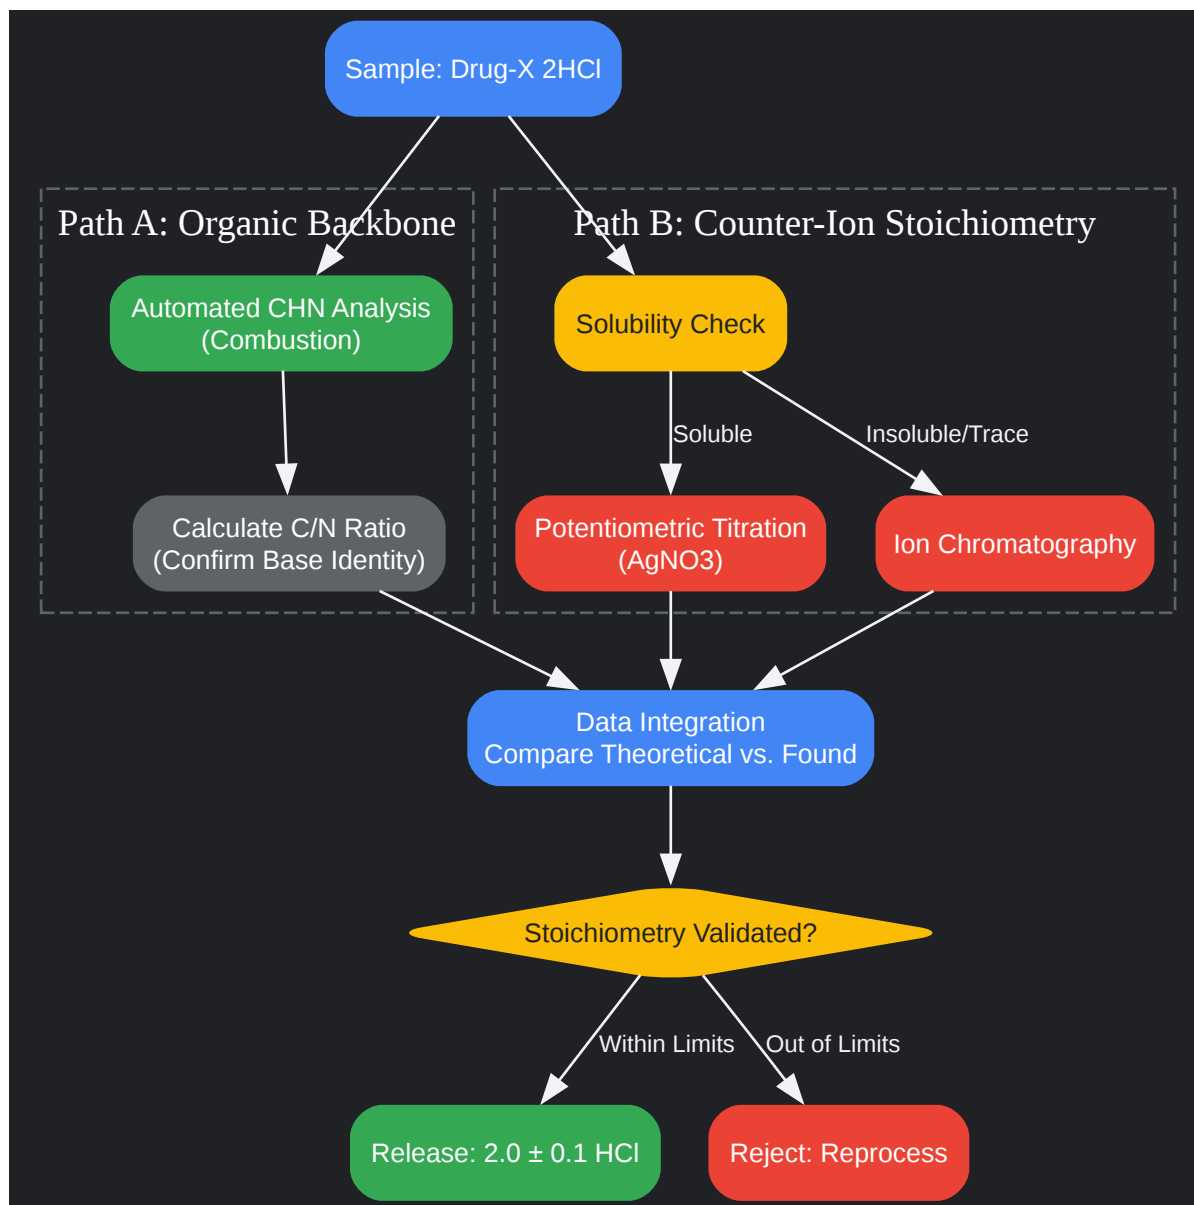 Sample: Drug-X 2HCl
Path A: Organic Backbone
Path B: Counter-Ion Stoichiometry
Automated CHN Analysis
(Combustion)
Solubility Check
Soluble
Insoluble/Trace
Calculate C/N Ratio
(Confirm Base Identity)
Potentiometric Titration
(AgNO3)
Ion Chromatography
Data Integration
Compare Theoretical vs. Found
Stoichiometry Validated?
Within Limits
Out of Limits
Release: 2.0 ± 0.1 HCl
Reject: Reprocess